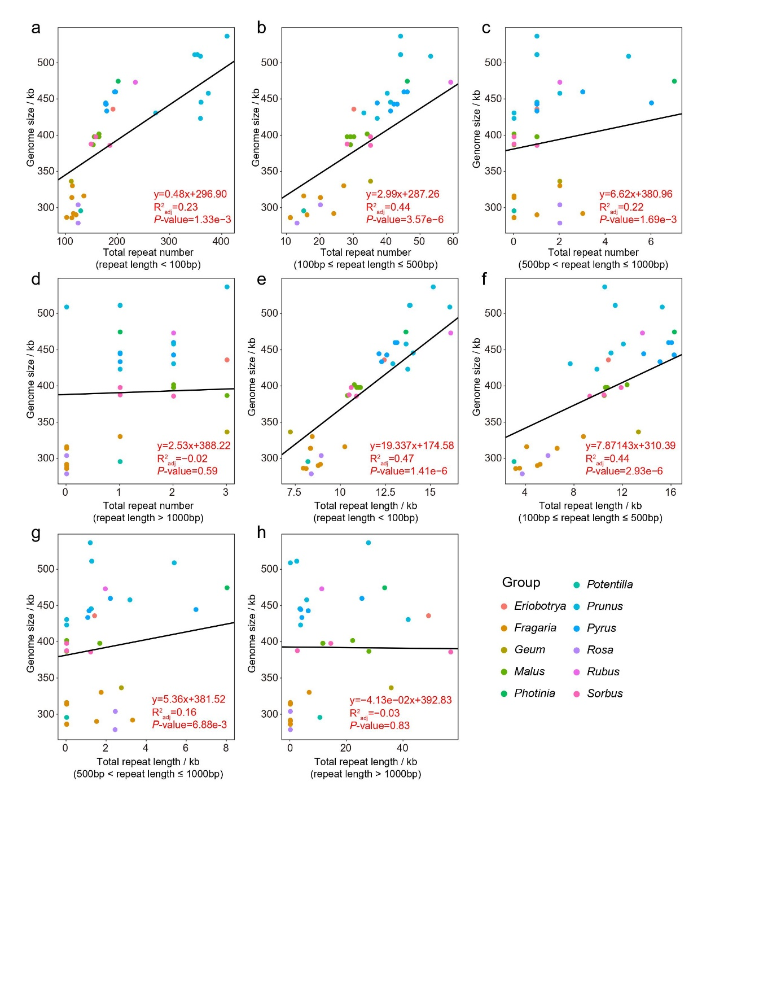 a
Genome size / kb
500
450
400
350
300
y=0.48x+296.90
R²adj=0.23
P-value=1.33e−3
100 200 300 400
Total repeat number
(repeat length < 100bp)
b
Genome size / kb
500
450
400
350
300
y=2.99x+287.26
R²adj=0.44
P-value=3.57e−6
10 20 30 40 50 60
Total repeat number
(100bp ≤ repeat length ≤ 500bp)
c
Genome size / kb
500
450
400
350
300
y=6.62x+380.96
R²adj=0.22
P-value=1.69e−3
0 2 4 6
Total repeat number
(500bp < repeat length ≤ 1000bp)
d
Genome size / kb
500
450
400
350
300
y=2.53x+388.22
R²adj=−0.02
P-value=0.59
0 1 2 3
Total repeat number
(repeat length > 1000bp)
e
Genome size / kb
500
450
400
350
300
y=19.337x+174.58
R²adj=0.47
P-value=1.41e−6
7.5 10 12.5 15
Total repeat length / kb
(repeat length < 100bp)
f
Genome size / kb
500
450
400
350
300
y=7.87143x+310.39
R²adj=0.44
P-value=2.93e−6
4 8 12 16
Total repeat length / kb
(100bp ≤ repeat length ≤ 500bp)
g
Genome size / kb
500
450
400
350
300
y=5.36x+381.52
R²adj=0.16
P-value=6.88e-3
0 2 4 6 8
Total repeat length / kb
(500bp < repeat length ≤ 1000bp)
h
Genome size / kb
500
450
400
350
300
y=−4.13e−02x+392.83
R²adj=−0.03
P-value=0.83
0 20 40
Total repeat length / kb
(repeat length > 1000bp)
Group
Eriobotrya
Fragaria
Geum
Malus
Photinia
Potentilla
Prunus
Pyrus
Rosa
Rubus
Sorbus